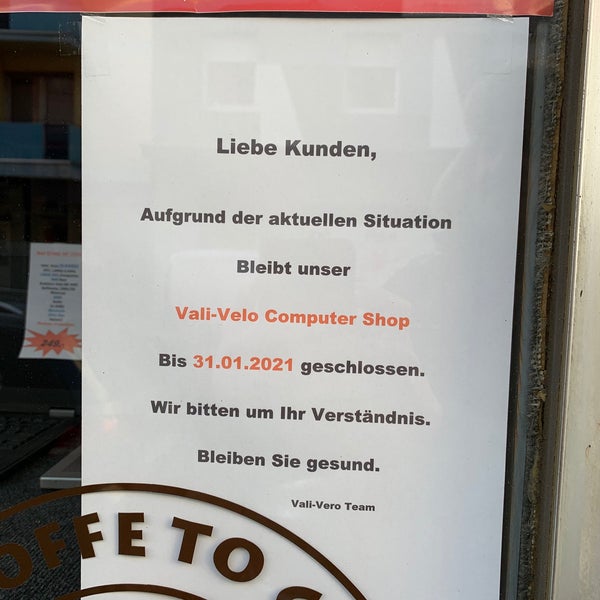 Liebe Kunden,
Aufgrund der aktuellen Situation
Bleibt unser
Vali-Velo Computer Shop
Bis 31.01.2021 geschlossen.
Wir bitten um Ihr Verständnis.
Bleiben Sie gesund.
Vali-Vero Team
249,-
OFFE TO